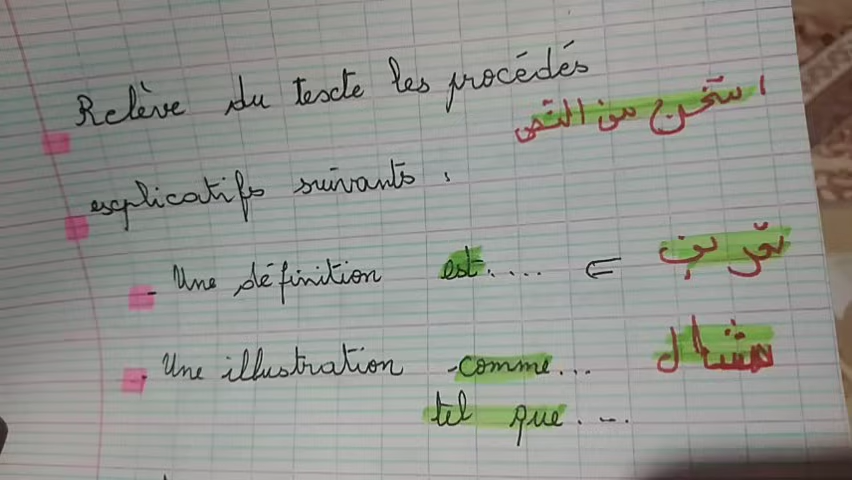 Relève du texte les procédés
استخرج من النص
explicatifs suivants :
- Une définition est.... ⊂ تعريف
- Une illustration -comme... مثال
tel que....